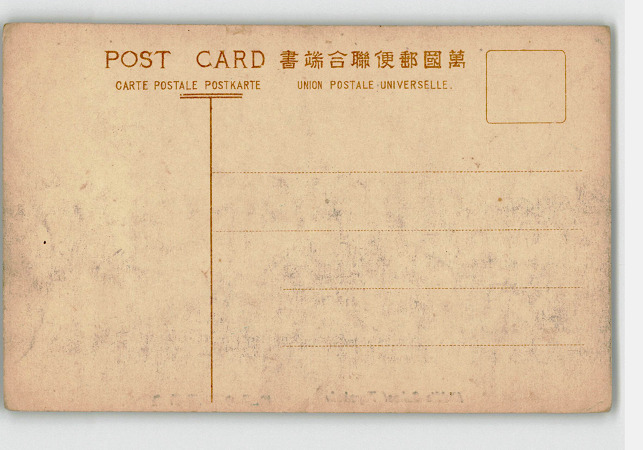 POST CARD 書端合聯便郵國萬
CARTE POSTALE POSTKARTE UNION POSTALE UNIVERSELLE.